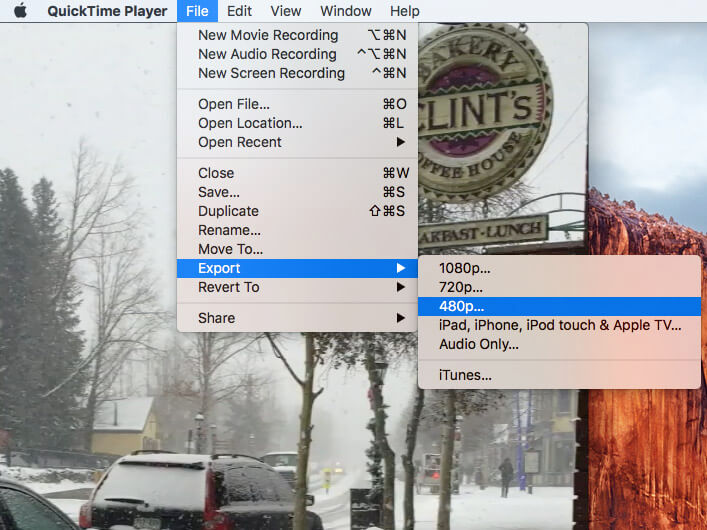 QuickTime Player File Edit View Window Help
New Movie Recording ⌥⌘N
New Audio Recording ^⌥⌘N
New Screen Recording ^⌘N
Open File... ⌘O
Open Location... ⌘L
Open Recent
Close ⌘W
Save... ⌘S
Duplicate ⇧⌘S
Rename...
Move To...
Export
Revert To
Share
1080p...
720p...
480p...
iPad, iPhone, iPod touch & Apple TV...
Audio Only...
iTunes...
BAKERY
CLINT'S
COFFEE HOUSE
BREAKFAST · LUNCH